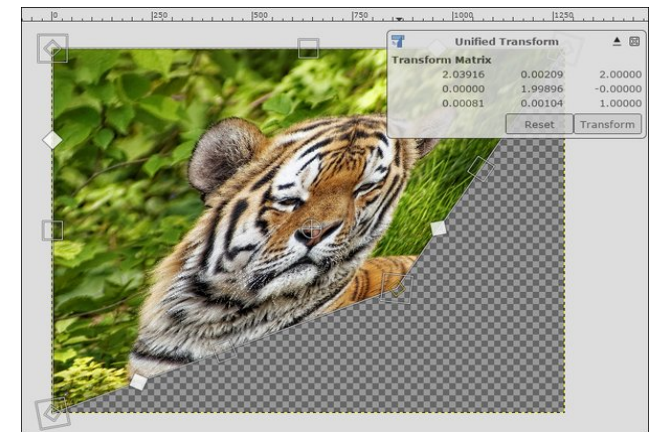 0 250 500 750 1000 1250
Unified Transform
Transform Matrix
2.03916 0.00209 2.00000
0.00000 1.99896 -0.00000
0.00081 0.00104 1.00000
Reset Transform